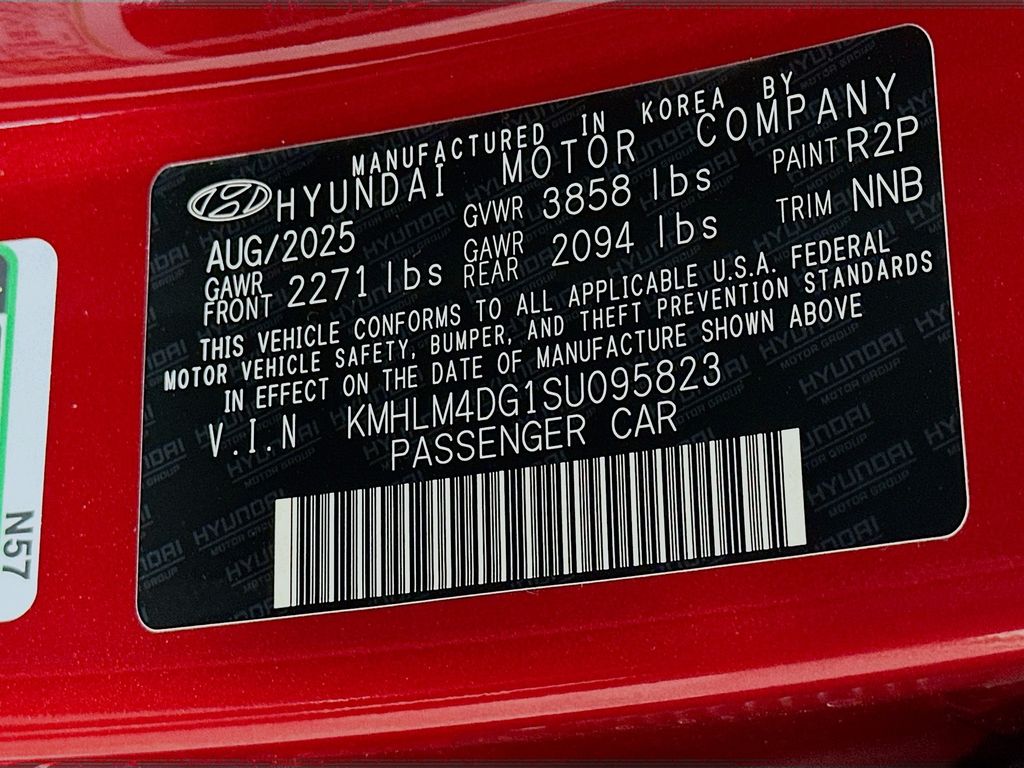 MANUFACTURED IN KOREA BY
HYUNDAI MOTOR COMPANY
AUG/2025 GVWR 3858 lbs PAINT R2P
GAWR FRONT 2271 lbs GAWR REAR 2094 lbs TRIM NNB
THIS VEHICLE CONFORMS TO ALL APPLICABLE U.S.A. FEDERAL
MOTOR VEHICLE SAFETY, BUMPER, AND THEFT PREVENTION STANDARDS
IN EFFECT ON THE DATE OF MANUFACTURE SHOWN ABOVE
V.I.N KMHLM4DG1SU095823
PASSENGER CAR
N57
HYUNDAI
MOTOR GROUP